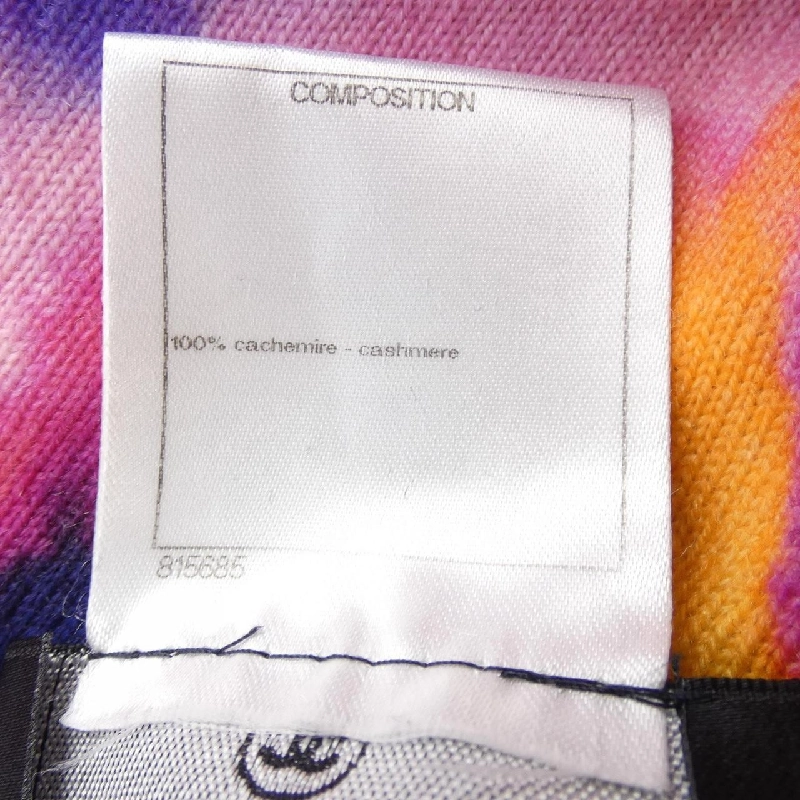 COMPOSITION
100% cachemire - cashmere
815685